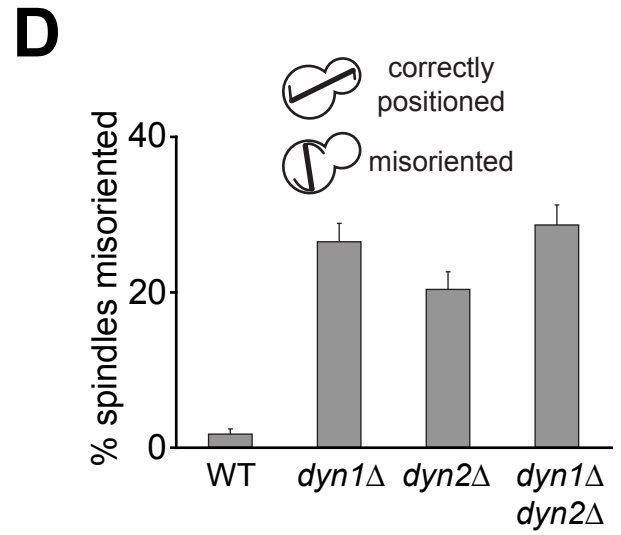 D
correctly
positioned
misoriented
% spindles misoriented
40
20
0
WT
dyn1Δ
dyn2Δ
dyn1Δ
dyn2Δ